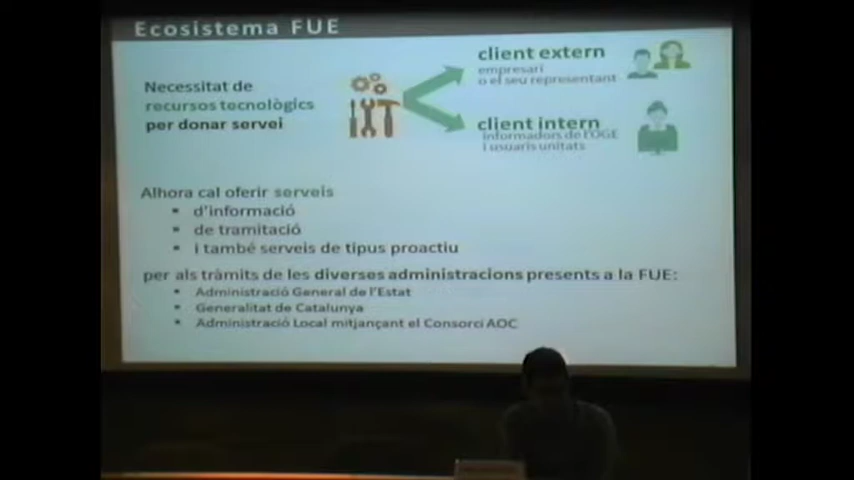 Ecosistema FUE
Necessitat de
recursos tecnològics
per donar servei
client extern
empresari
o el seu representant
client intern
informadors de l'OGE
i usuaris unitats
Alhora cal oferir serveis
▪ d'informació
▪ de tramitació
▪ i també serveis de tipus proactiu
per als tràmits de les diverses administracions presents a la FUE:
▪ Administració General de l'Estat
▪ Generalitat de Catalunya
▪ Administració Local mitjançant el Consorci AOC